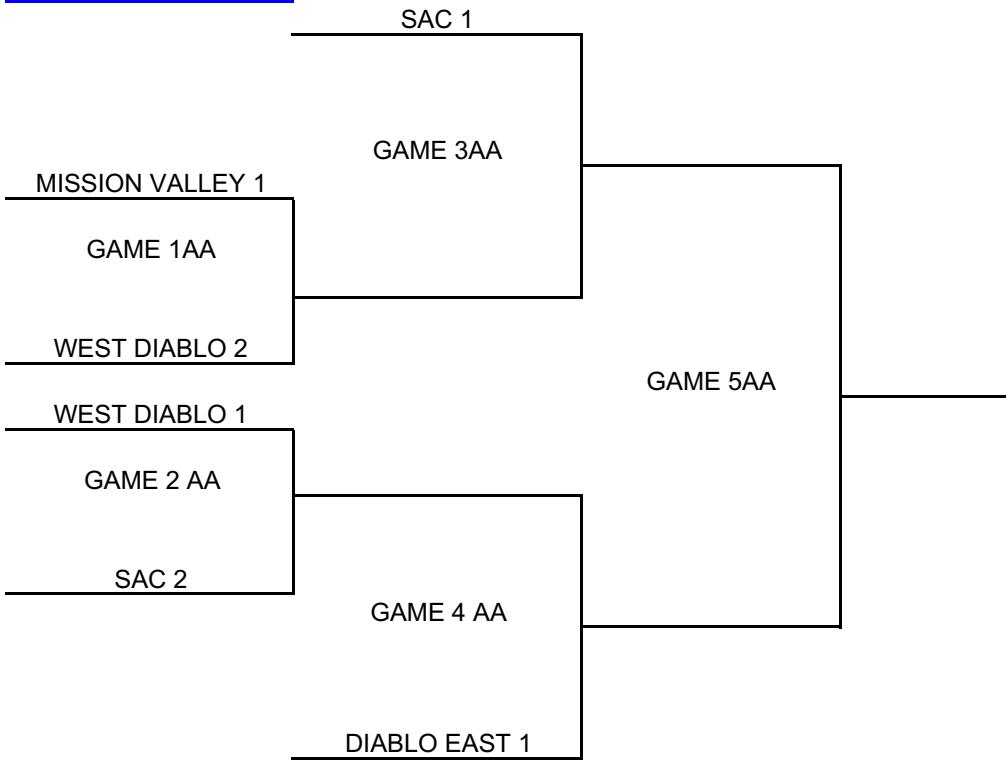 SAC 1
GAME 3AA
MISSION VALLEY 1
GAME 1AA
WEST DIABLO 2
GAME 5AA
WEST DIABLO 1
GAME 2 AA
SAC 2
GAME 4 AA
DIABLO EAST 1